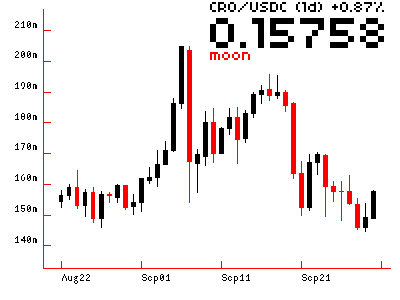 CRO/USDC (1d) +0.87%
0.15758
moon
210m
200m
190m
180m
170m
160m
150m
140m
Aug22
Sep01
Sep11
Sep21